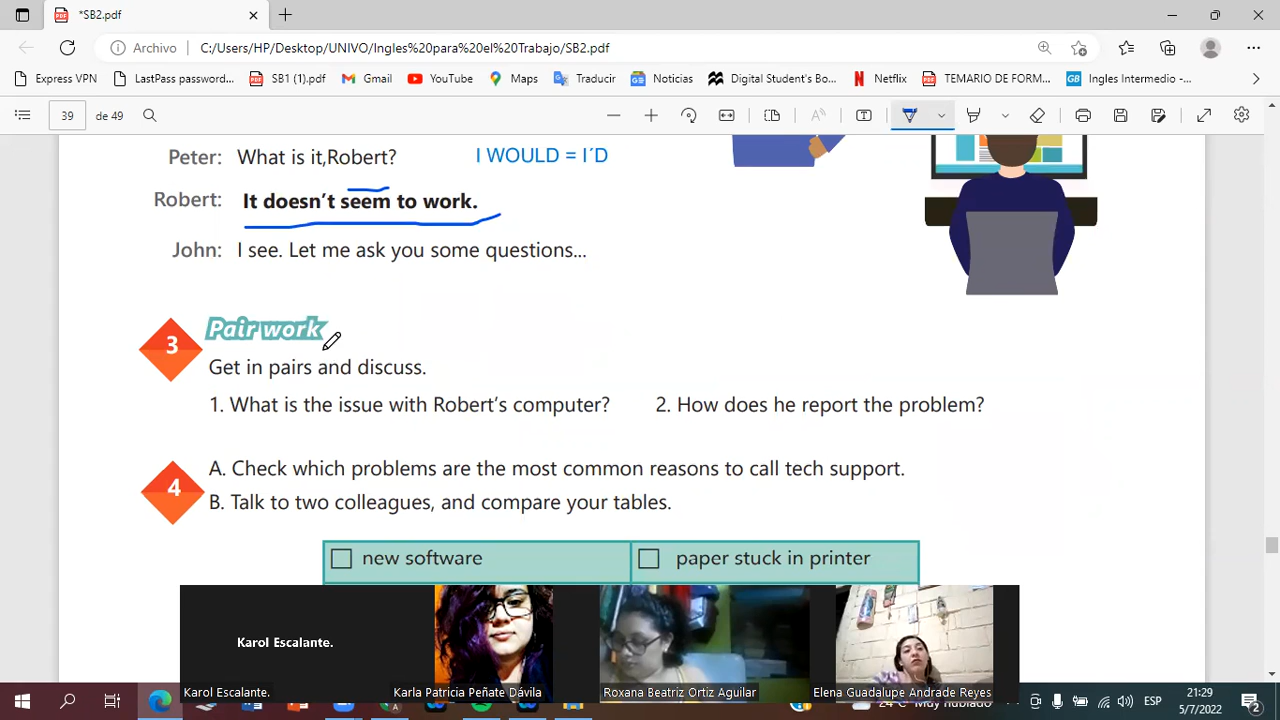 *SB2.pdf
Archivo
C:/Users/HP/Desktop/UNIVO/Ingles%20para%20el%20Trabajo/SB2.pdf
Express VPN
LastPass password...
SB1 (1).pdf
Gmail
YouTube
Maps
Traducir
Noticias
Digital Student's Bo...
Netflix
TEMARIO DE FORM...
Ingles Intermedio -...
39
de 49
Peter: What is it,Robert?
I WOULD = I´D
Robert: It doesn't seem to work.
John: I see. Let me ask you some questions...
3
Pair work
Get in pairs and discuss.
1. What is the issue with Robert's computer?
2. How does he report the problem?
4
A. Check which problems are the most common reasons to call tech support.
B. Talk to two colleagues, and compare your tables.
new software
paper stuck in printer
Karol Escalante.
Karol Escalante.
Karla Patricia Peñate Dávila
Roxana Beatriz Ortiz Aguilar
Elena Guadalupe Andrade Reyes
24°C Muy nublado
ESP
21:29
5/7/2022
2